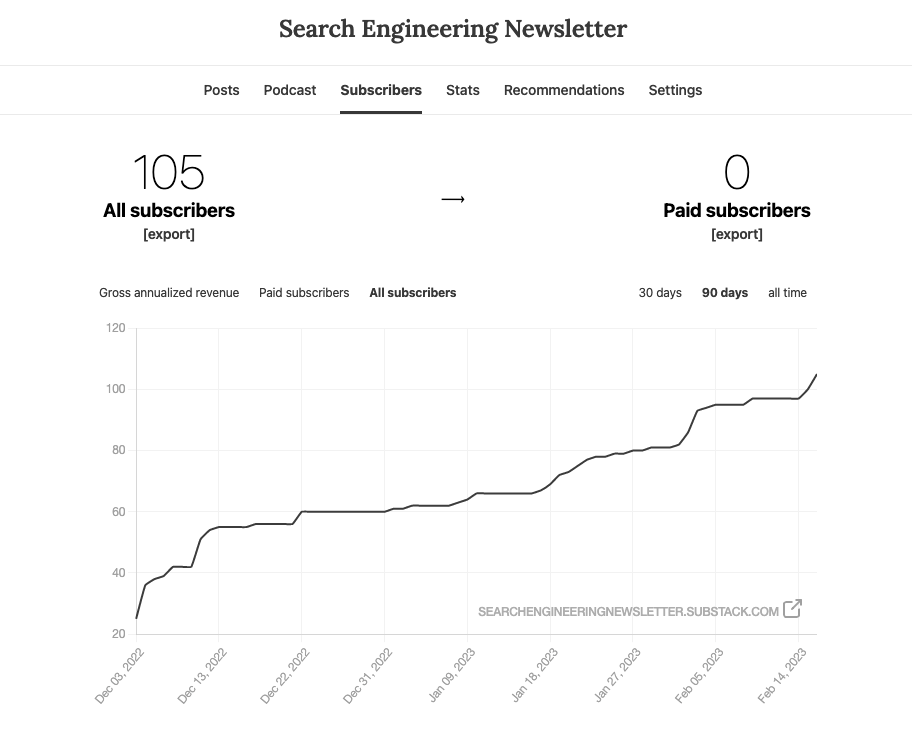 Search Engineering Newsletter
Posts Podcast Subscribers Stats Recommendations Settings
105 → 0
All subscribers Paid subscribers
[export] [export]
Gross annualized revenue Paid subscribers All subscribers 30 days 90 days all time
120
100
80
60
40
SEARCHENGINEERINGNEWSLETTER.SUBSTACK.COM
20
Dec 03, 2022 Dec 13, 2022 Dec 22, 2022 Dec 31, 2022 Jan 09, 2023 Jan 18, 2023 Jan 27, 2023 Feb 05, 2023 Feb 14, 2023